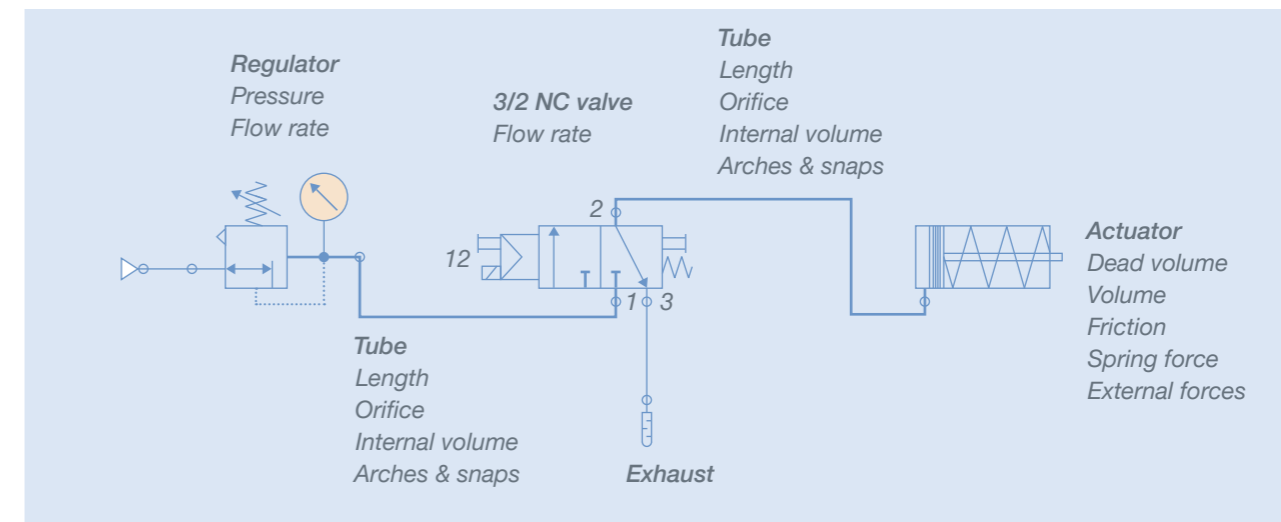 Regulator
Pressure
Flow rate
3/2 NC valve
Flow rate
Tube
Length
Orifice
Internal volume
Arches & snaps
2
12
1
3
Actuator
Dead volume
Volume
Friction
Spring force
External forces
Tube
Length
Orifice
Internal volume
Arches & snaps
Exhaust